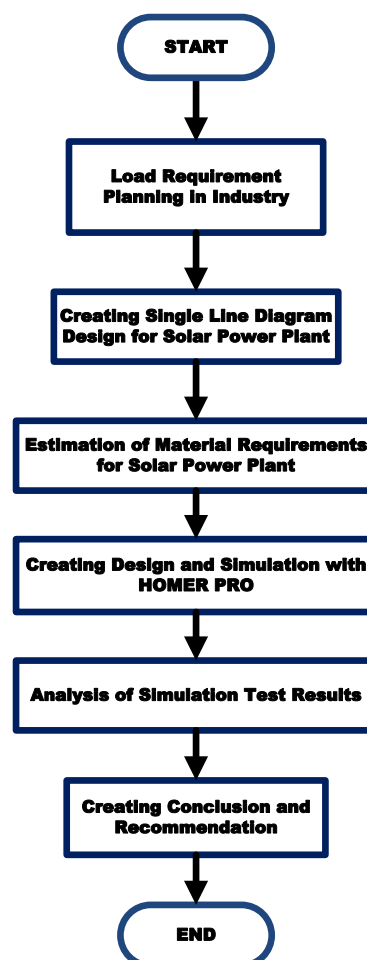 START
Load Requirement
Planning in Industry
Creating Single Line Diagram
Design for Solar Power Plant
Estimation of Material Requirements
for Solar Power Plant
Creating Design and Simulation with
HOMER PRO
Analysis of Simulation Test Results
Creating Conclusion and
Recommendation
END